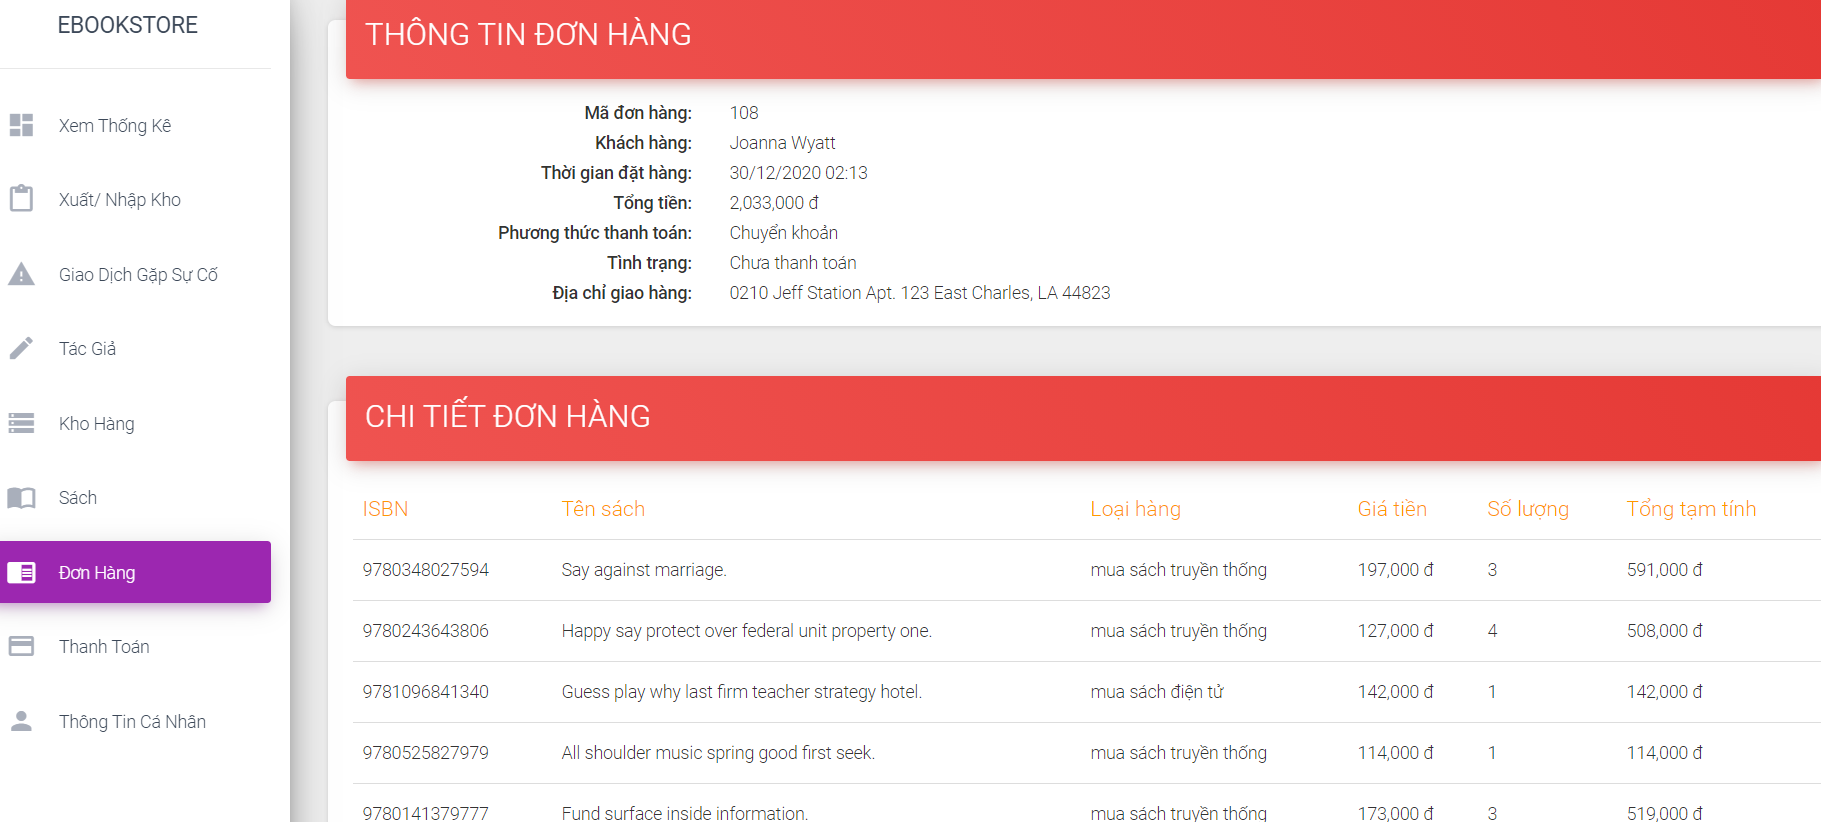 EBOOKSTORE
Xem Thống Kê
Xuất/ Nhập Kho
Giao Dịch Gặp Sự Cố
Tác Giả
Kho Hàng
Sách
Đơn Hàng
Thanh Toán
Thông Tin Cá Nhân
THÔNG TIN ĐƠN HÀNG
Mã đơn hàng: 108
Khách hàng: Joanna Wyatt
Thời gian đặt hàng: 30/12/2020 02:13
Tổng tiền: 2,033,000 đ
Phương thức thanh toán: Chuyển khoản
Tình trạng: Chưa thanh toán
Địa chỉ giao hàng: 0210 Jeff Station Apt. 123 East Charles, LA 44823
CHI TIẾT ĐƠN HÀNG
ISBN Tên sách Loại hàng Giá tiền Số lượng Tổng tạm tính
9780348027594 Say against marriage. mua sách truyền thống 197,000 đ 3 591,000 đ
9780243643806 Happy say protect over federal unit property one. mua sách truyền thống 127,000 đ 4 508,000 đ
9781096841340 Guess play why last firm teacher strategy hotel. mua sách điện tử 142,000 đ 1 142,000 đ
9780525827979 All shoulder music spring good first seek. mua sách truyền thống 114,000 đ 1 114,000 đ
9780141379777 Fund surface inside information. mua sách truyền thống 173,000 đ 3 519,000 đ